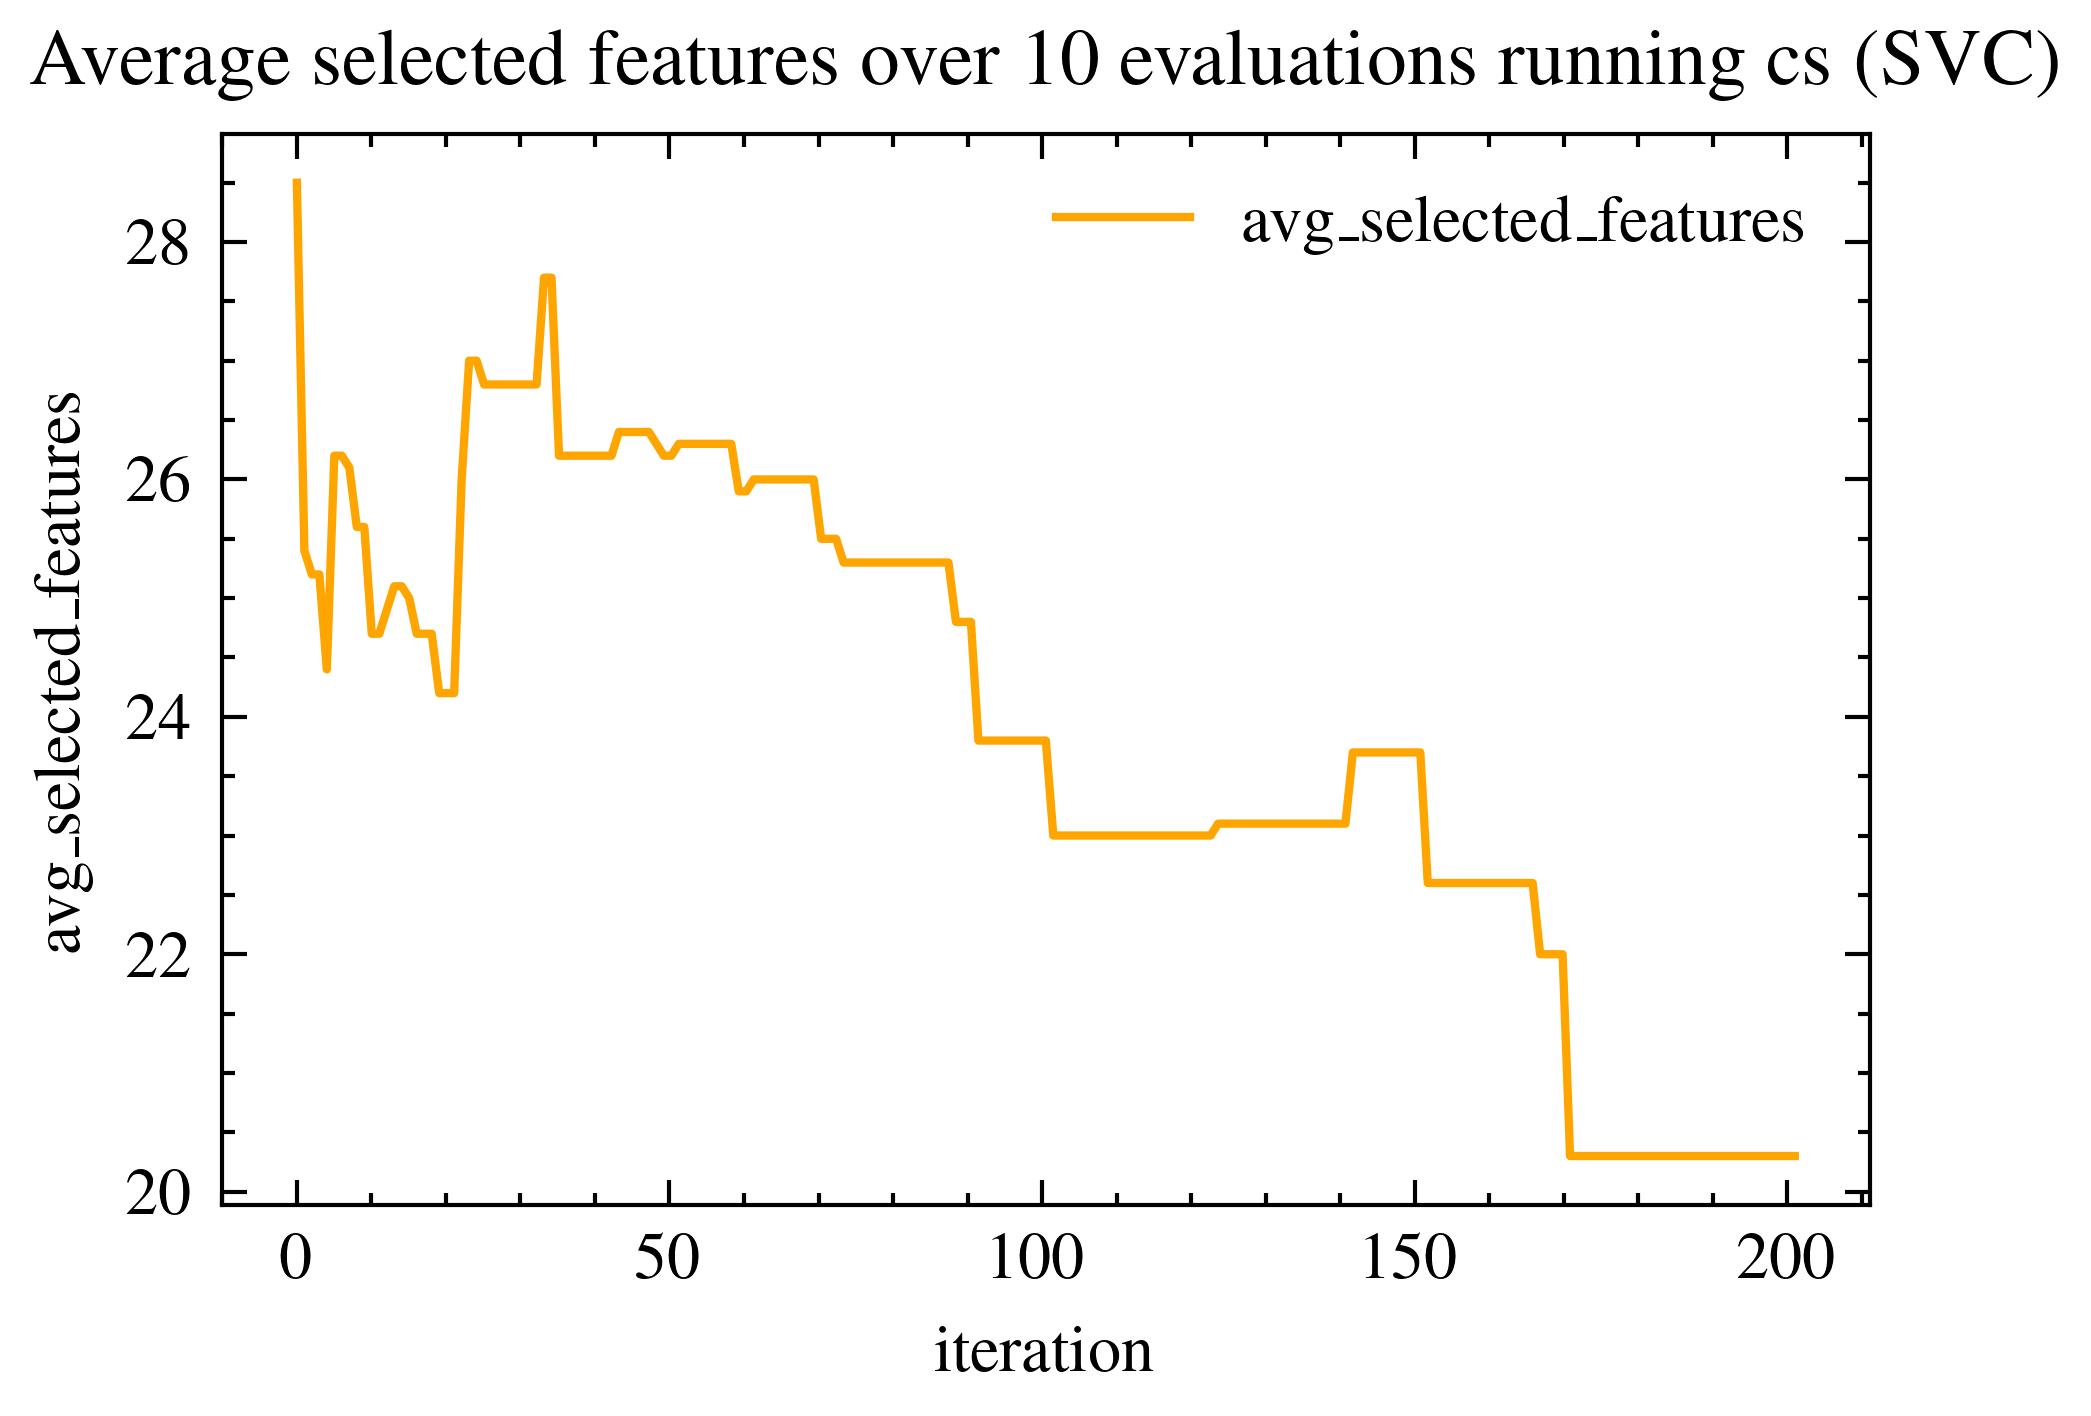 Average selected features over 10 evaluations running cs (SVC)
avg_selected_features
28
26
24
22
20
avg_selected_features
0 50 100 150 200
iteration